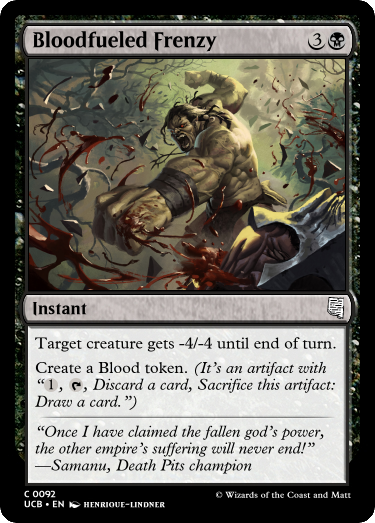 Bloodfueled Frenzy 3
Instant
Target creature gets -4/-4 until end of turn.
Create a Blood token. (It's an artifact with
“1, , Discard a card, Sacrifice this artifact:
Draw a card.”)
“Once I have claimed the fallen god's power,
the other empire's suffering will never end!”
—Samanu, Death Pits champion
C 0092
UCB • EN HENRIQUE-LINDNER
© Wizards of the Coast and Matt